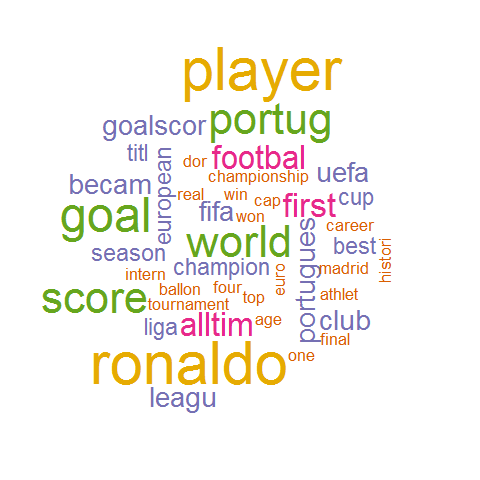 player
goalscor portug
titl dor footbal
european championship uefa
becam real win cap first cup
goal fifa won career
season world best histori
intern champion euro portugues madrid
score ballon four top athlet
tournament
liga alltim age club
final
ronaldo one
leagu